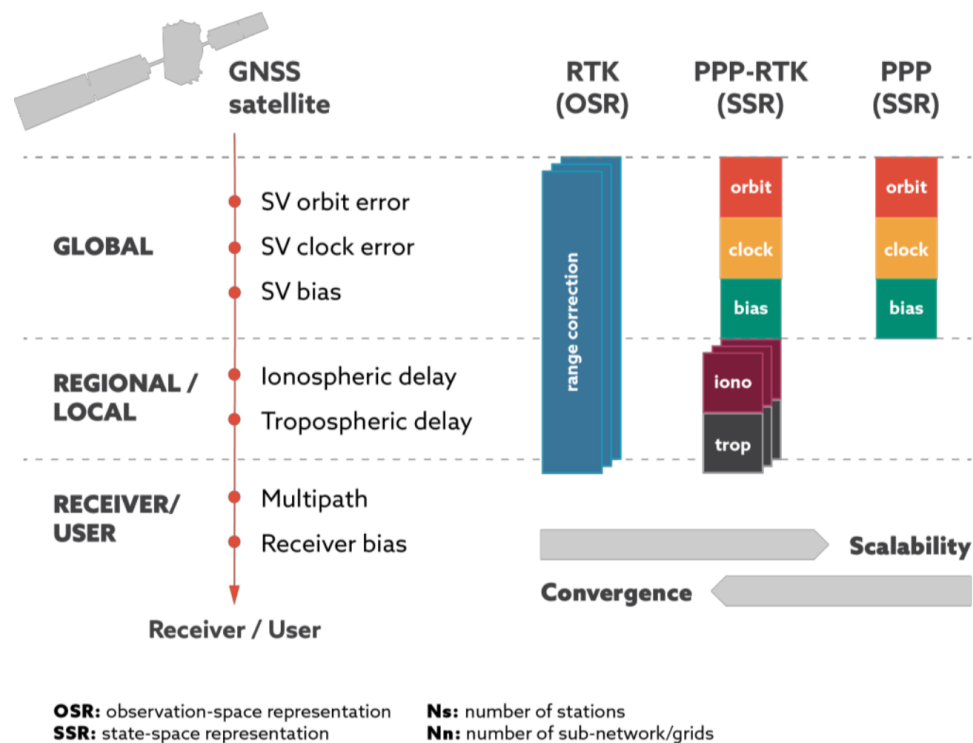 GNSS
satellite
RTK
(OSR)
PPP-RTK
(SSR)
PPP
(SSR)
GLOBAL
SV orbit error
SV clock error
SV bias
REGIONAL /
LOCAL
Ionospheric delay
Tropospheric delay
RECEIVER/
USER
Multipath
Receiver bias
Receiver / User
range correction
orbit
clock
bias
iono
trop
orbit
clock
bias
Scalability
Convergence
OSR: observation-space representation
SSR: state-space representation
Ns: number of stations
Nn: number of sub-network/grids